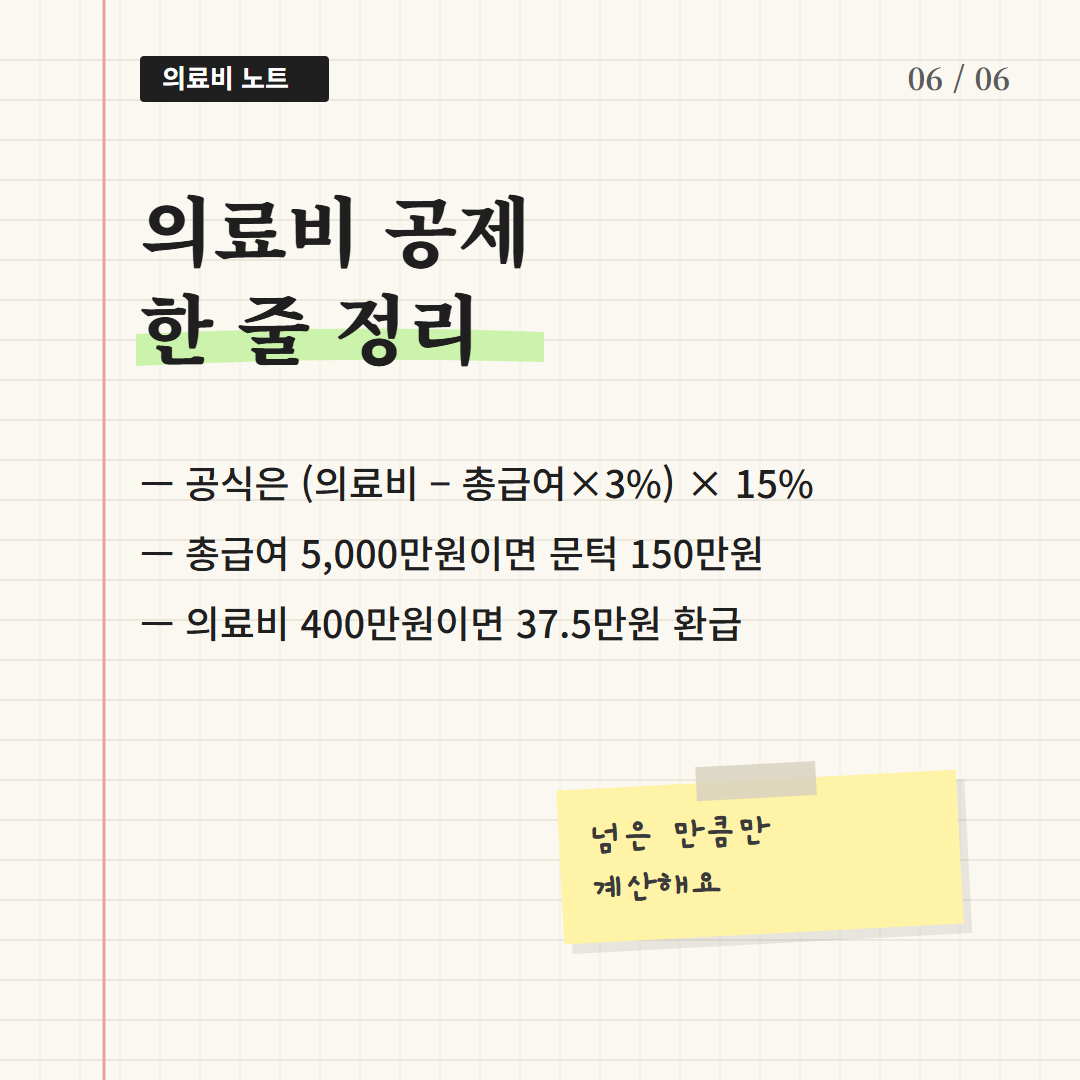 의료비 노트
06 / 06
의료비 공제
한 줄 정리
— 공식은 (의료비 − 총급여×3%) × 15%
— 총급여 5,000만원이면 문턱 150만원
— 의료비 400만원이면 37.5만원 환급
넘은 만큼만
계산해요